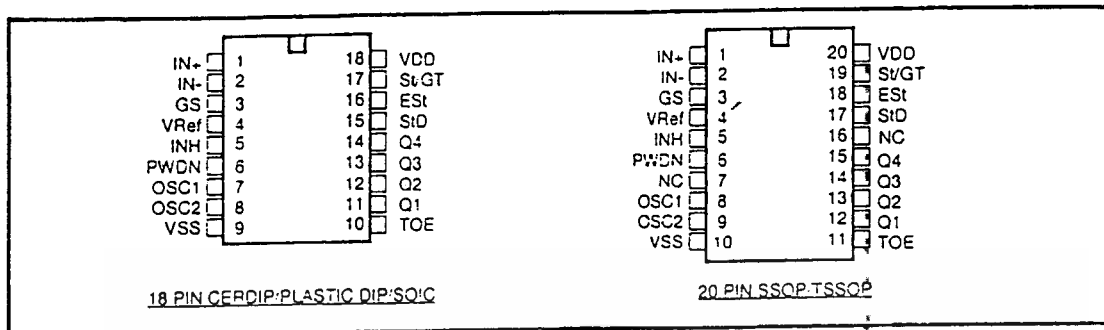 IN+ 1 18 VDD
IN- 2 17 St/GT
GS 3 16 ESt
VRef 4 15 StD
INH 5 14 Q4
PWDN 6 13 Q3
OSC1 7 12 Q2
OSC2 8 11 Q1
VSS 9 10 TOE
18 PIN CERDIP/PLASTIC DIP/SOIC
IN+ 1 20 VDD
IN- 2 19 St/GT
GS 3 18 ESt
VRef 4 17 StD
INH 5 16 NC
PWDN 6 15 Q4
NC 7 14 Q3
OSC1 8 13 Q2
OSC2 9 12 Q1
VSS 10 11 TOE
20 PIN SSOP/TSSOP